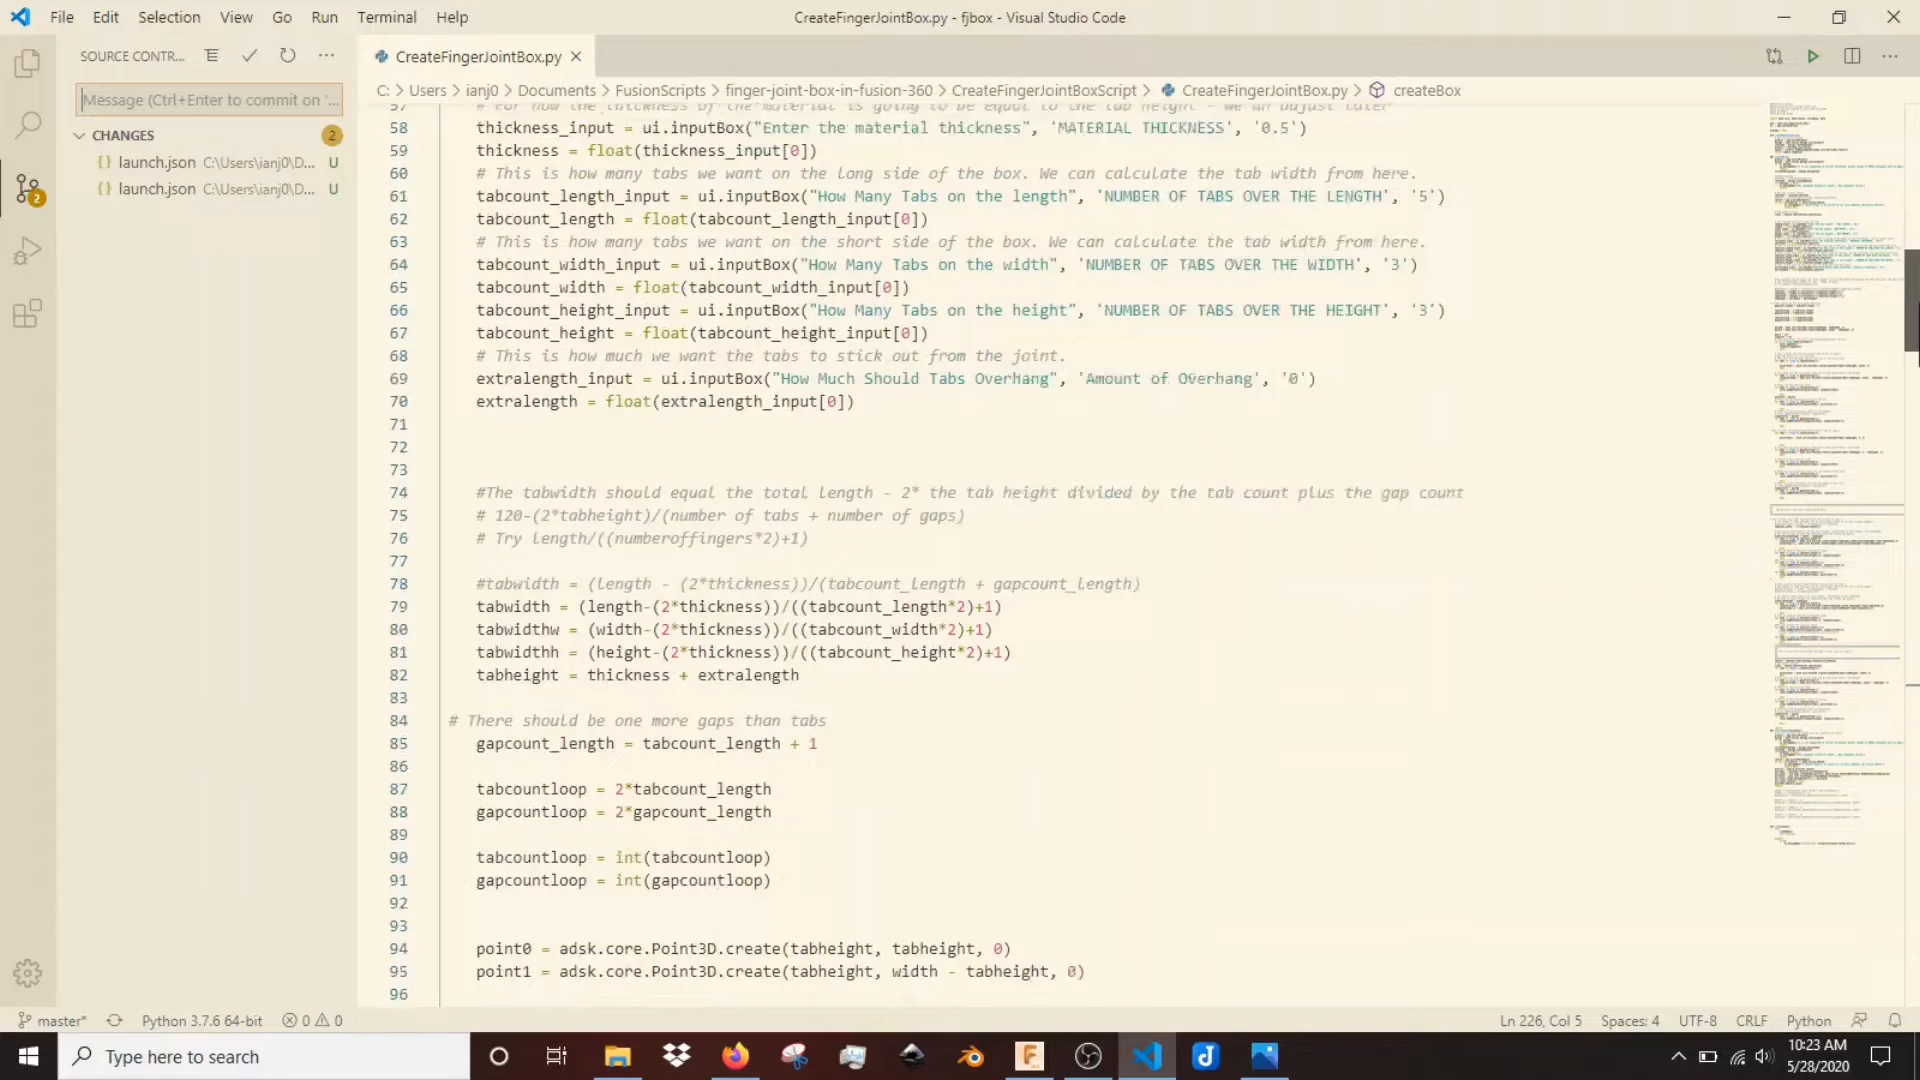 File Edit Selection View Go Run Terminal Help
CreateFingerJointBox.py - fjbox - Visual Studio Code
SOURCE CONTR...
CreateFingerJointBox.py
Message (Ctrl+Enter to commit on '...
C: > Users > ianj0 > Documents > FusionScripts > finger-joint-box-in-fusion-360 > CreateFingerJointBoxScript > CreateFingerJointBox.py > createBox
CHANGES 2
launch.json C:\Users\ianj0\D... U
launch.json C:\Users\ianj0\D... U
2
57 # For now the thickness of the material is going to be equal to the tab height - we
58 thickness_input = ui.inputBox("Enter the material thickness", 'MATERIAL THICKNESS', '0.5')
59 thickness = float(thickness_input[0])
60 # This is how many tabs we want on the long side of the box. We can calculate the tab width from here.
61 tabcount_length_input = ui.inputBox("How Many Tabs on the length", 'NUMBER OF TABS OVER THE LENGTH', '5')
62 tabcount_length = float(tabcount_length_input[0])
63 # This is how many tabs we want on the short side of the box. We can calculate the tab width from here.
64 tabcount_width_input = ui.inputBox("How Many Tabs on the width", 'NUMBER OF TABS OVER THE WIDTH', '3')
65 tabcount_width = float(tabcount_width_input[0])
66 tabcount_height_input = ui.inputBox("How Many Tabs on the height", 'NUMBER OF TABS OVER THE HEIGHT', '3')
67 tabcount_height = float(tabcount_height_input[0])
68 # This is how much we want the tabs to stick out from the joint.
69 extralength_input = ui.inputBox("How Much Should Tabs Overhang", 'Amount of Overhang', '0')
70 extralength = float(extralength_input[0])
71
72
73
74 #The tabwidth should equal the total length - 2* the tab height divided by the tab count plus the gap count
75 # 120-(2*tabheight)/(number of tabs + number of gaps)
76 # Try length/((numberoffingers*2)+1)
77
78 #tabwidth = (length - (2*thickness))/(tabcount_length + gapcount_length)
79 tabwidth = (length-(2*thickness))/((tabcount_length*2)+1)
80 tabwidthw = (width-(2*thickness))/((tabcount_width*2)+1)
81 tabwidthh = (height-(2*thickness))/((tabcount_height*2)+1)
82 tabheight = thickness + extralength
83
84 # There should be one more gaps than tabs
85 gapcount_length = tabcount_length + 1
86
87 tabcountloop = 2*tabcount_length
88 gapcountloop = 2*gapcount_length
89
90 tabcountloop = int(tabcountloop)
91 gapcountloop = int(gapcountloop)
92
93
94 point0 = adsk.core.Point3D.create(tabheight, tabheight, 0)
95 point1 = adsk.core.Point3D.create(tabheight, width - tabheight, 0)
96
master* Python 3.7.6 64-bit 0 0 Ln 226, Col 5 Spaces: 4 UTF-8 CRLF Python
Type here to search
10:23 AM
5/28/2020